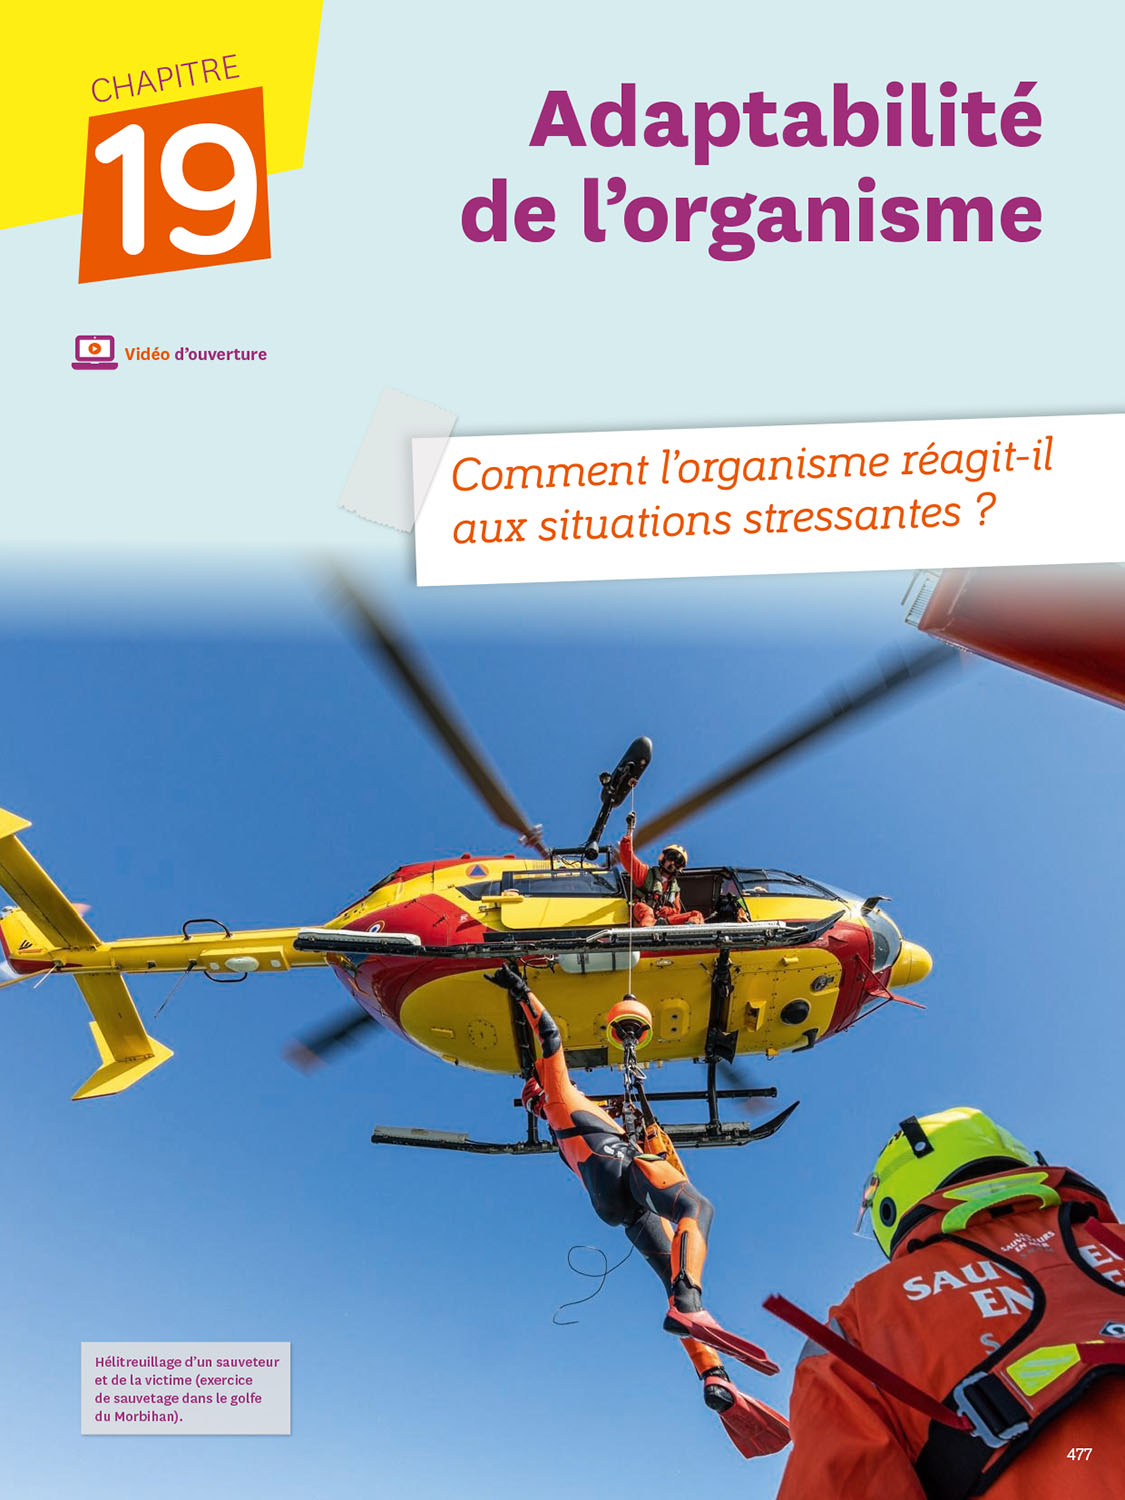 CHAPITRE
19
Adaptabilité
de l’organisme
Vidéo d’ouverture
Comment l’organisme réagit-il
aux situations stressantes ?
Hélitreuillage d’un sauveteur
et de la victime (exercice
de sauvetage dans le golfe
du Morbihan).
EN
477